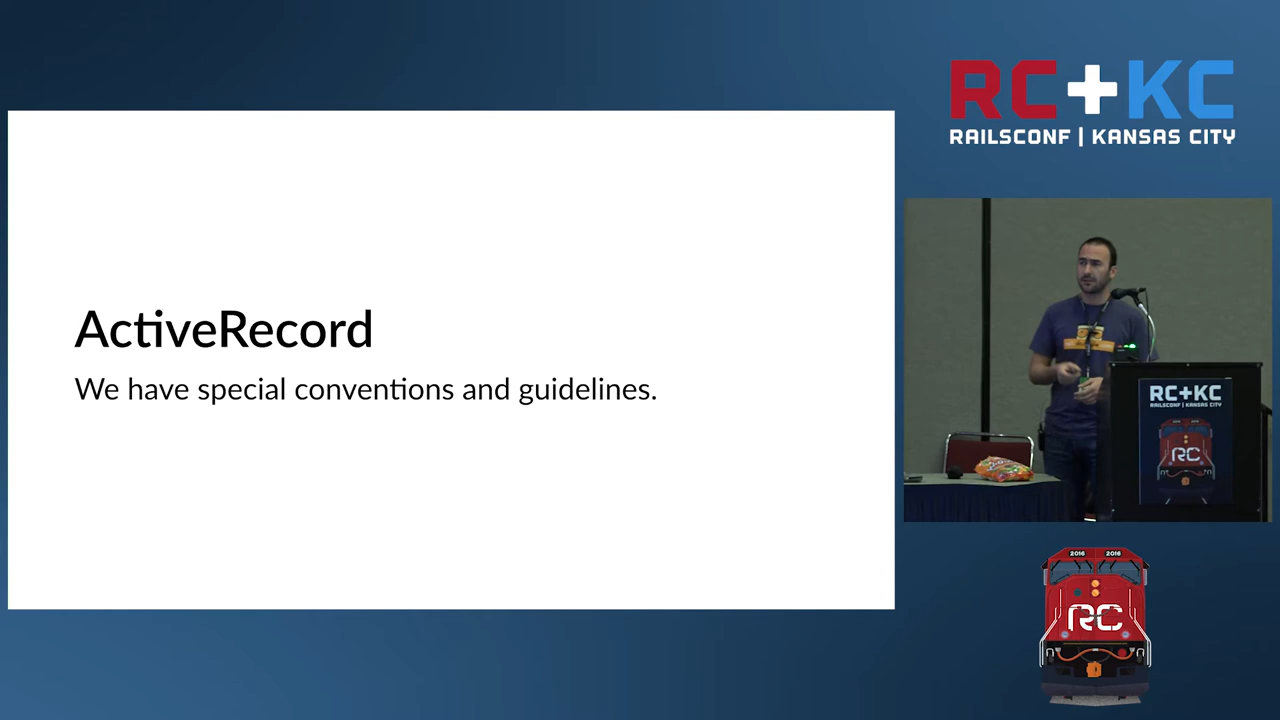 RC+KC
RAILSCONF | KANSAS CITY
ActiveRecord
We have special conventions and guidelines.
RC+KC
RAILSCONF | KANSAS CITY
RC
2016 2016
RC